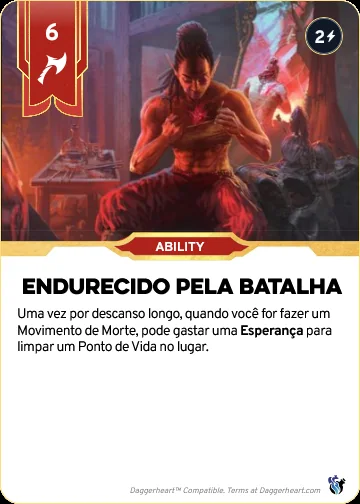 6
2
ABILITY
ENDURECIDO PELA BATALHA
Uma vez por descanso longo, quando você for fazer um
Movimento de Morte, pode gastar uma Esperança para
limpar um Ponto de Vida no lugar.
Daggerheart™ Compatible. Terms at Daggerheart.com